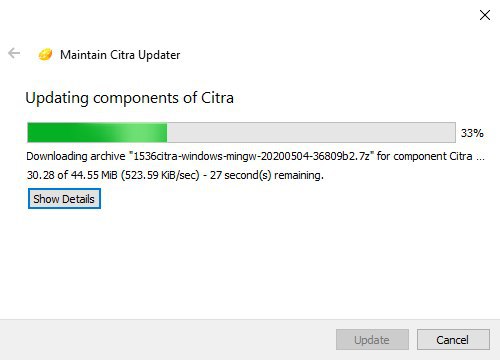 Maintain Citra Updater
Updating components of Citra
33%
Downloading archive "1536citra-windows-mingw-20200504-36809b2.7z" for component Citra ...
30.28 of 44.55 MiB (523.59 KiB/sec) - 27 second(s) remaining.
Show Details
Update
Cancel